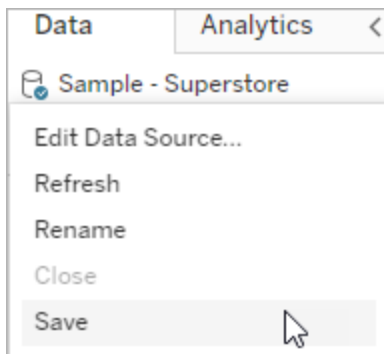 Data Analytics
Sample - Superstore
Edit Data Source...
Refresh
Rename
Close
Save